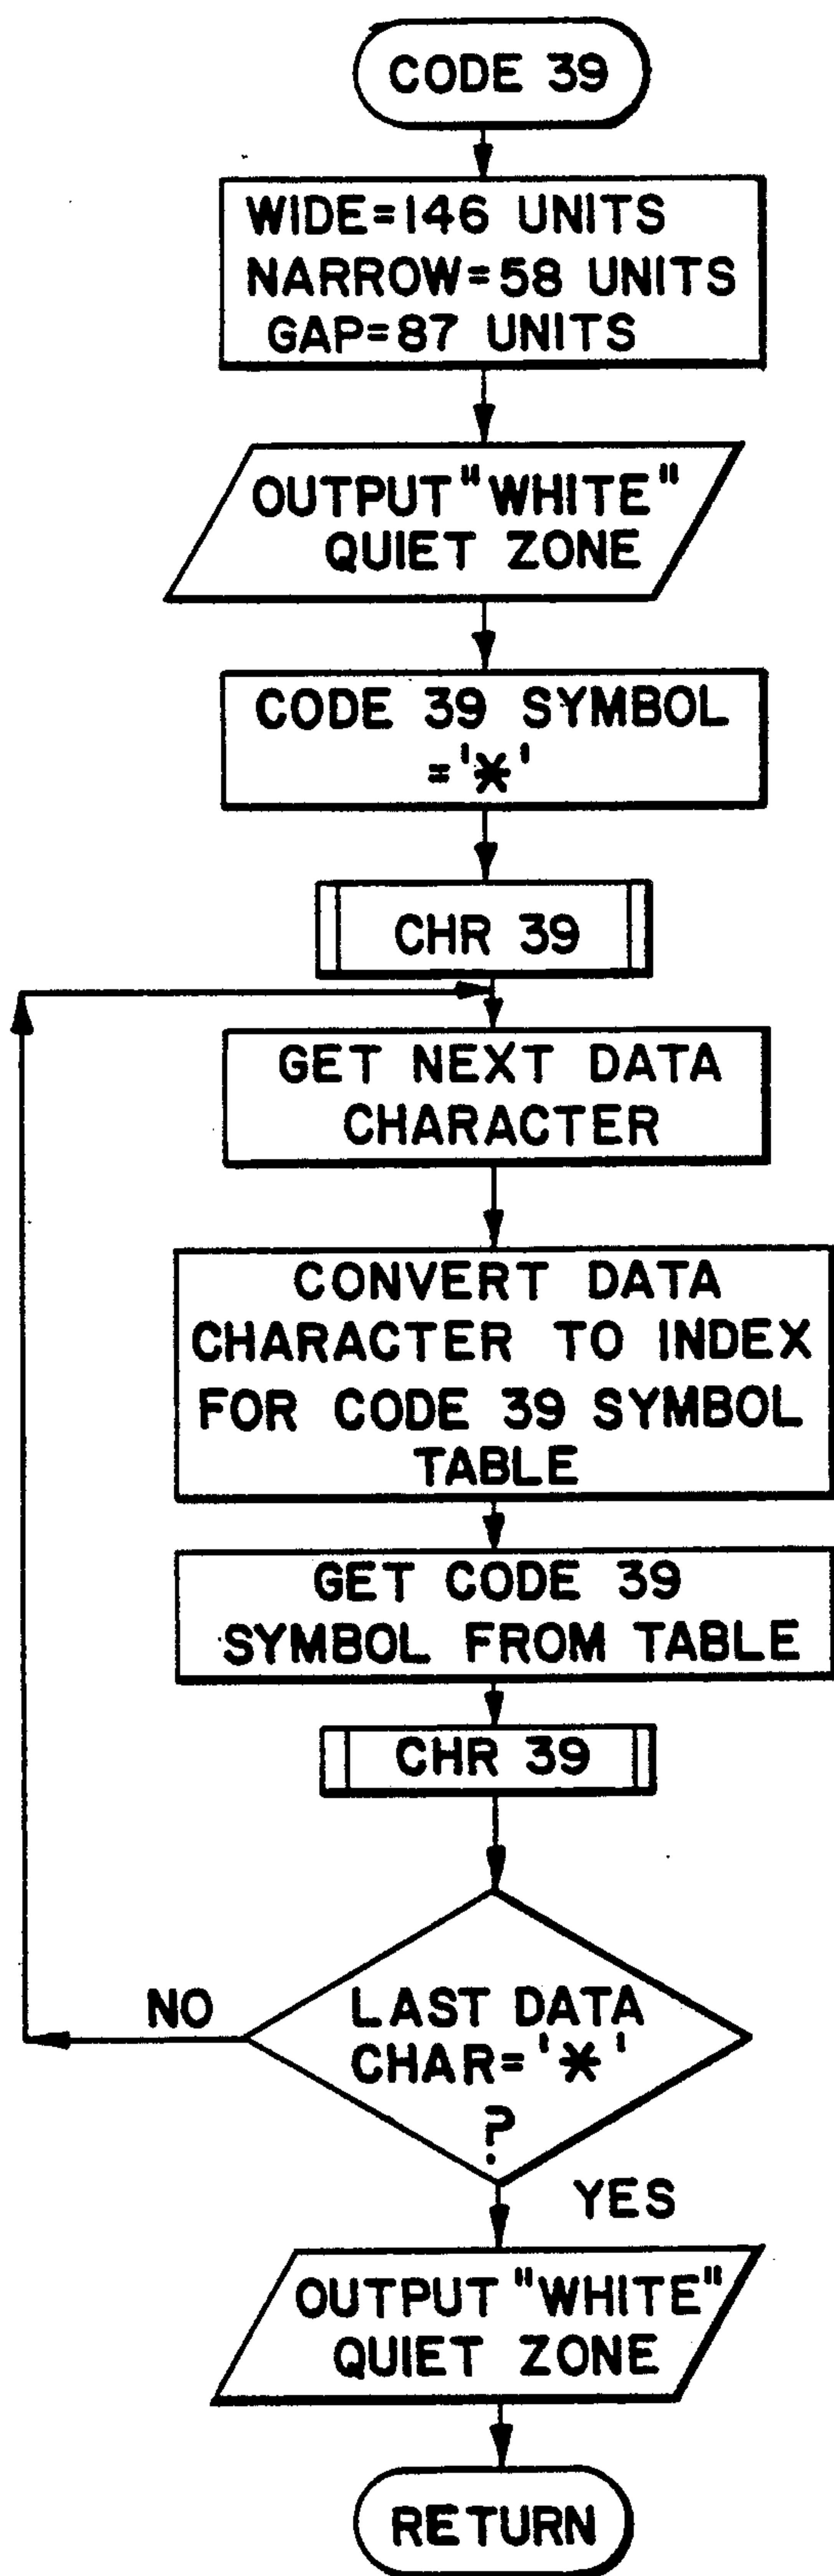 CODE 39
WIDE=146 UNITS
NARROW=58 UNITS
GAP=87 UNITS
OUTPUT "WHITE"
QUIET ZONE
CODE 39 SYMBOL
='*'
CHR 39
GET NEXT DATA
CHARACTER
CONVERT DATA
CHARACTER TO INDEX
FOR CODE 39 SYMBOL
TABLE
GET CODE 39
SYMBOL FROM TABLE
CHR 39
NO
LAST DATA
CHAR='*'
?
YES
OUTPUT "WHITE"
QUIET ZONE
RETURN